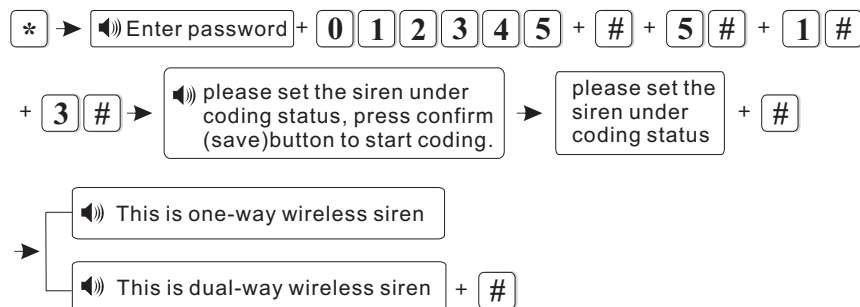 * Enter password + 0 1 2 3 4 5 + # + 5 # + 1 #
+ 3 #
please set the siren under
coding status, press confirm
(save)button to start coding.
please set the
siren under
coding status
+ #
This is one-way wireless siren
This is dual-way wireless siren + #